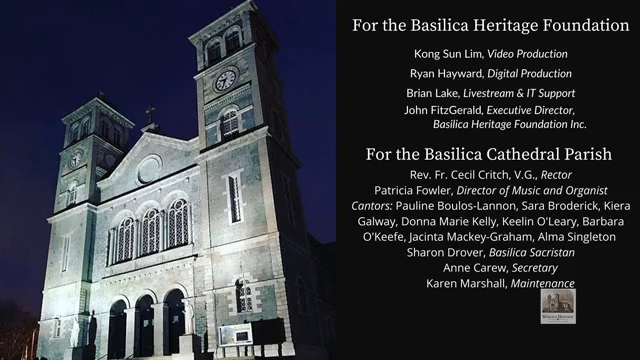 For the Basilica Heritage Foundation
Kong Sun Lim, Video Production
Ryan Hayward, Digital Production
Brian Lake, Livestream & IT Support
John FitzGerald, Executive Director,
Basilica Heritage Foundation Inc.
For the Basilica Cathedral Parish
Rev. Fr. Cecil Critch, V.G., Rector
Patricia Fowler, Director of Music and Organist
Cantors: Pauline Boulos-Lannon, Sara Broderick, Kiera
Galway, Donna Marie Kelly, Keelin O'Leary, Barbara
O'Keefe, Jacinta Mackey-Graham, Alma Singleton
Sharon Drover, Basilica Sacristan
Anne Carew, Secretary
Karen Marshall, Maintenance
Basilica Heritage